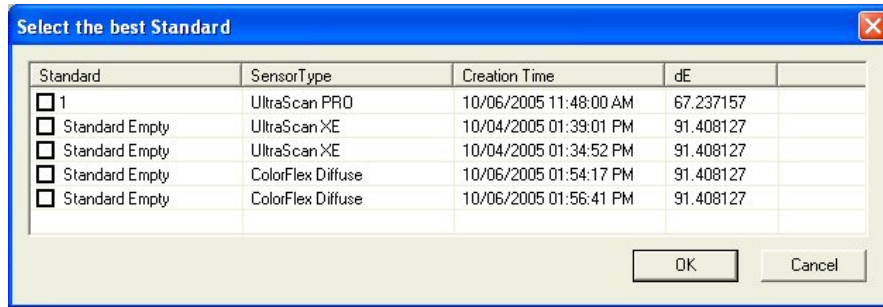 Select the best Standard
Standard SensorType Creation Time dE
1 UltraScan PRO 10/06/2005 11:48:00 AM 67.237157
Standard Empty UltraScan XE 10/04/2005 01:39:01 PM 91.408127
Standard Empty UltraScan XE 10/04/2005 01:34:52 PM 91.408127
Standard Empty ColorFlex Diffuse 10/06/2005 01:54:17 PM 91.408127
Standard Empty ColorFlex Diffuse 10/06/2005 01:56:41 PM 91.408127
OK Cancel